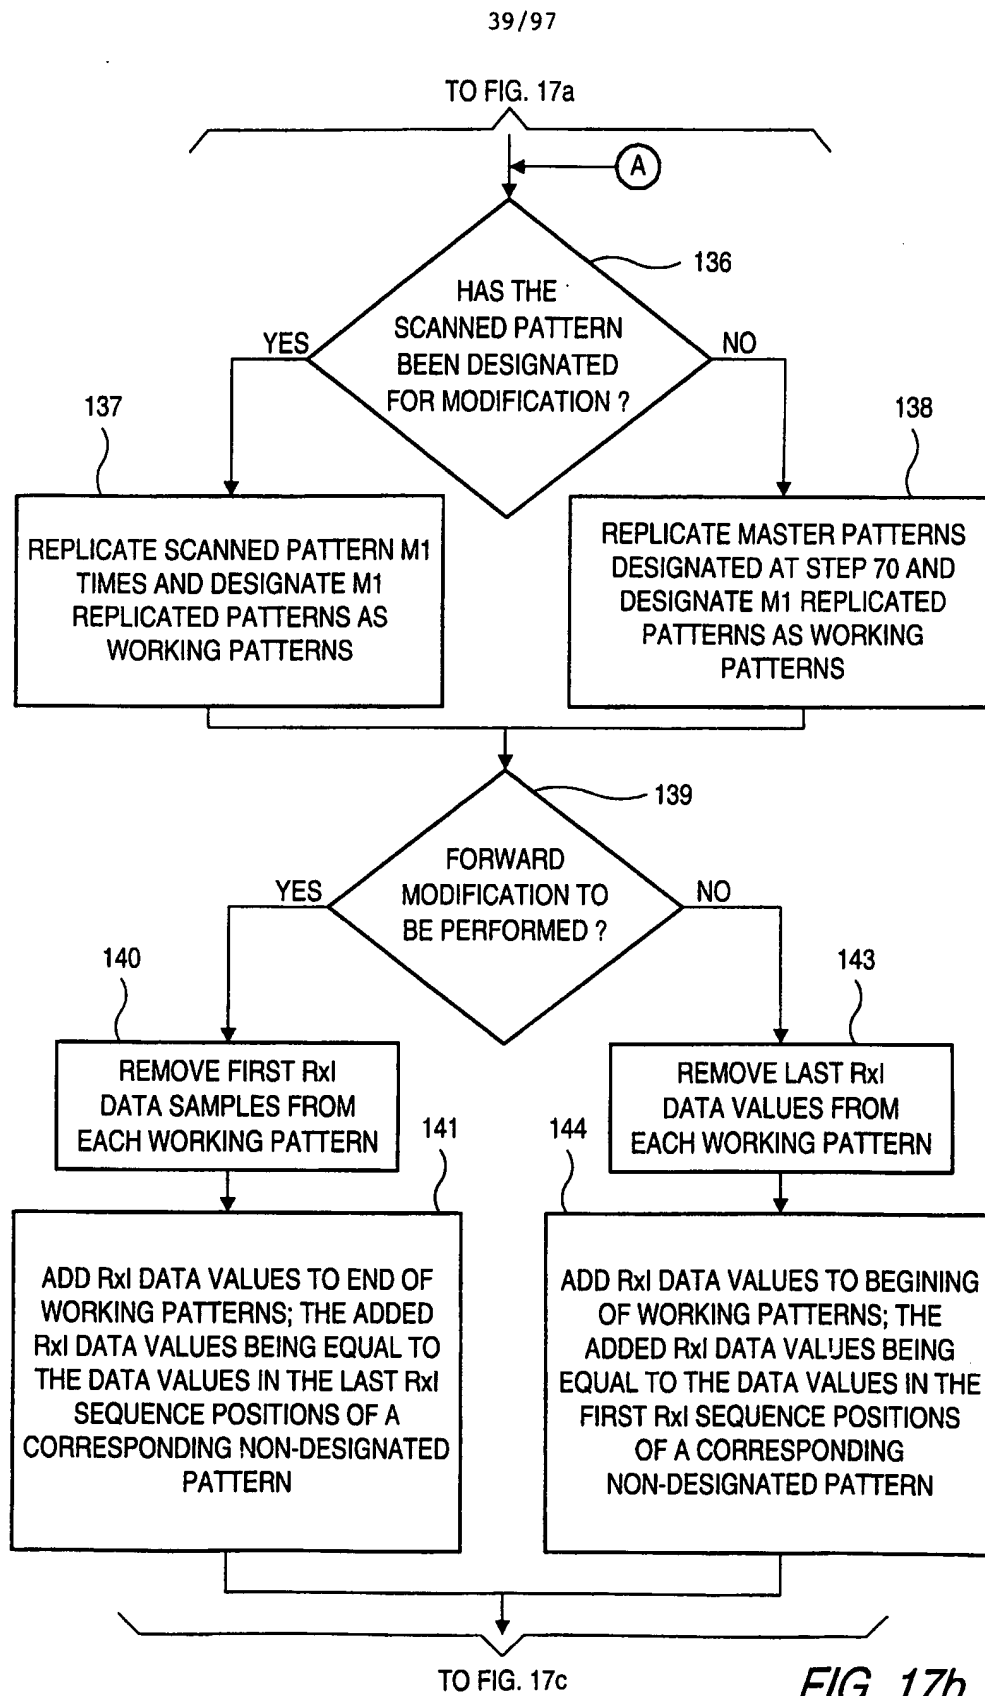 39/97
TO FIG. 17a
A
136
HAS THE
SCANNED PATTERN
BEEN DESIGNATED
FOR MODIFICATION ?
YES
NO
137
138
REPLICATE SCANNED PATTERN M1
TIMES AND DESIGNATE M1
REPLICATED PATTERNS AS
WORKING PATTERNS
REPLICATE MASTER PATTERNS
DESIGNATED AT STEP 70 AND
DESIGNATE M1 REPLICATED
PATTERNS AS WORKING
PATTERNS
139
FORWARD
MODIFICATION TO
BE PERFORMED ?
YES
NO
140
143
REMOVE FIRST RxI
DATA SAMPLES FROM
EACH WORKING PATTERN
REMOVE LAST RxI
DATA VALUES FROM
EACH WORKING PATTERN
141
144
ADD RxI DATA VALUES TO END OF
WORKING PATTERNS; THE ADDED
RxI DATA VALUES BEING EQUAL TO
THE DATA VALUES IN THE LAST RxI
SEQUENCE POSITIONS OF A
CORRESPONDING NON-DESIGNATED
PATTERN
ADD RxI DATA VALUES TO BEGINING
OF WORKING PATTERNS; THE
ADDED RxI DATA VALUES BEING
EQUAL TO THE DATA VALUES IN THE
FIRST RxI SEQUENCE POSITIONS
OF A CORRESPONDING
NON-DESIGNATED PATTERN
TO FIG. 17c
FIG. 17b